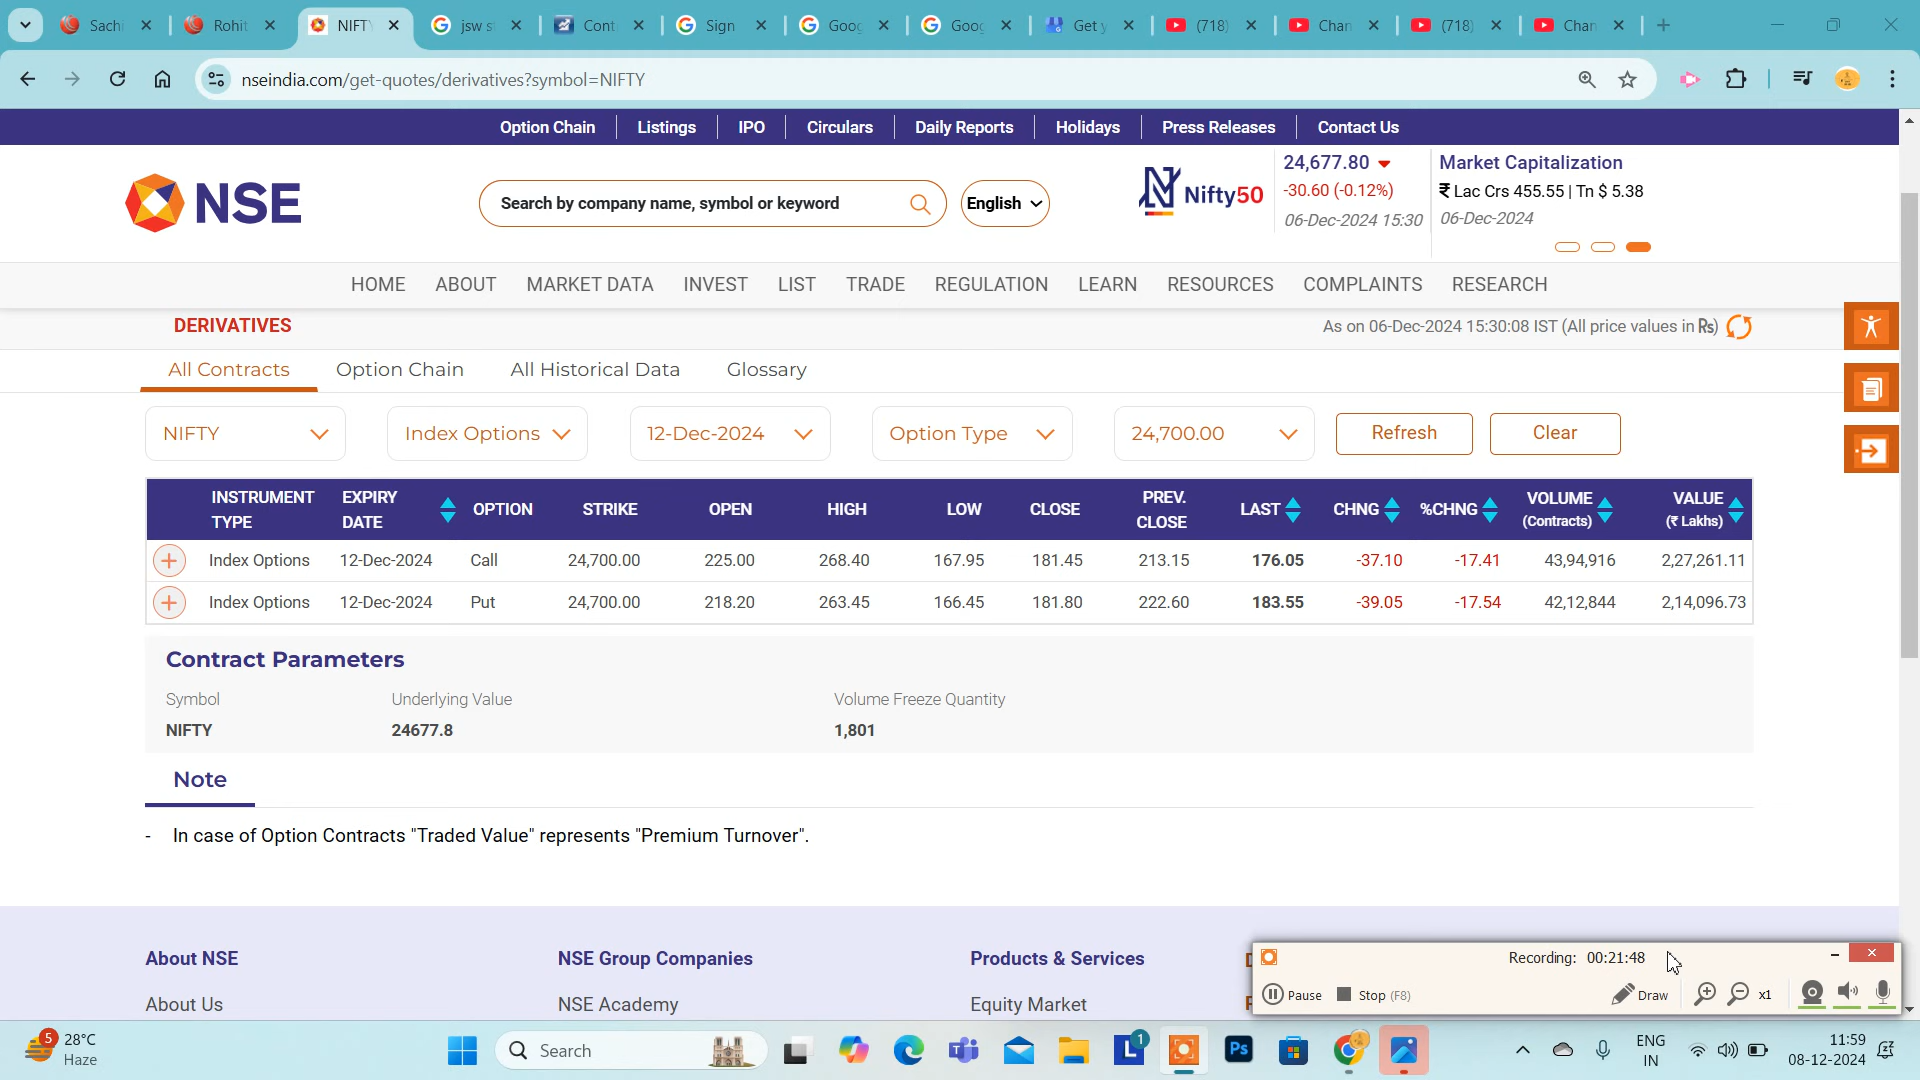 Sachi Rohit NIFTY jsw s Cont Sign Goog Goog Get y (718) Chan (718) Chan
nseindia.com/get-quotes/derivatives?symbol=NIFTY
Option Chain Listings IPO Circulars Daily Reports Holidays Press Releases Contact Us
NSE
Search by company name, symbol or keyword
English
Nifty50
24,677.80
-30.60 (-0.12%)
06-Dec-2024 15:30
Market Capitalization
₹ Lac Crs 455.55 | Tn $ 5.38
06-Dec-2024
HOME ABOUT MARKET DATA INVEST LIST TRADE REGULATION LEARN RESOURCES COMPLAINTS RESEARCH
DERIVATIVES
As on 06-Dec-2024 15:30:08 IST (All price values in Rs)
All Contracts Option Chain All Historical Data Glossary
NIFTY Index Options 12-Dec-2024 Option Type 24,700.00 Refresh Clear
INSTRUMENT TYPE EXPIRY DATE OPTION STRIKE OPEN HIGH LOW CLOSE PREV. CLOSE LAST CHNG %CHNG VOLUME (Contracts) VALUE (₹ Lakhs)
Index Options 12-Dec-2024 Call 24,700.00 225.00 268.40 167.95 181.45 213.15 176.05 -37.10 -17.41 43,94,916 2,27,261.11
Index Options 12-Dec-2024 Put 24,700.00 218.20 263.45 166.45 181.80 222.60 183.55 -39.05 -17.54 42,12,844 2,14,096.73
Contract Parameters
Symbol Underlying Value Volume Freeze Quantity
NIFTY 24677.8 1,801
Note
- In case of Option Contracts "Traded Value" represents "Premium Turnover".
About NSE NSE Group Companies Products & Services
About Us NSE Academy Equity Market
Recording: 00:21:48
Pause Stop (F8) Draw x1
5 28°C
Haze
Search
1
Ps
ENG
IN
11:59
08-12-2024